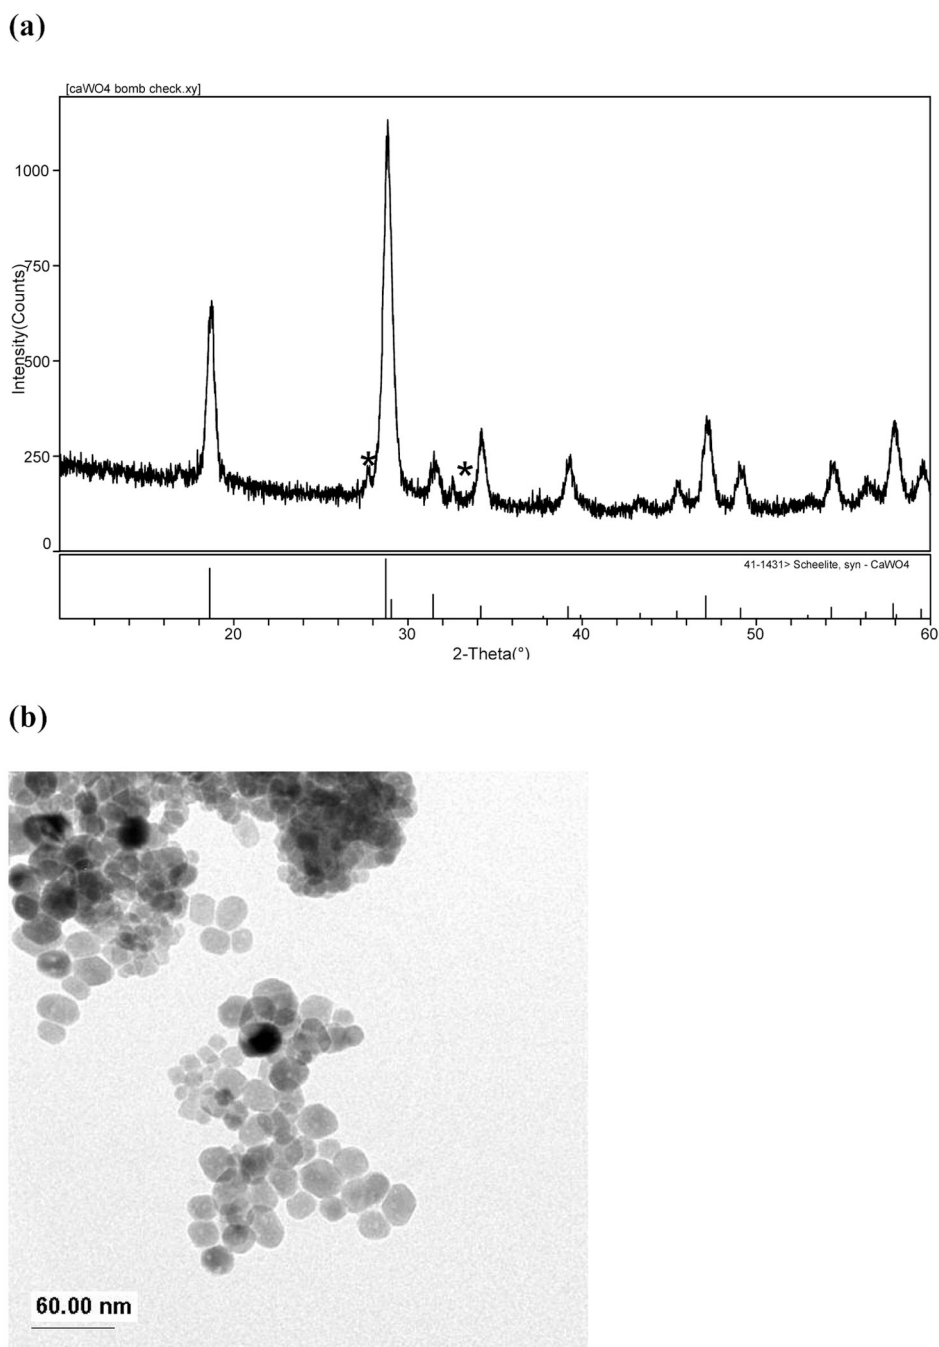 (a)
[caWO4 bomb check.xy]
1000
750
500
250
0
Intensity(Counts)
*
*
41-1431> Scheelite, syn - CaWO4
20
30
40
50
60
2-Theta(°)
(b)
60.00 nm